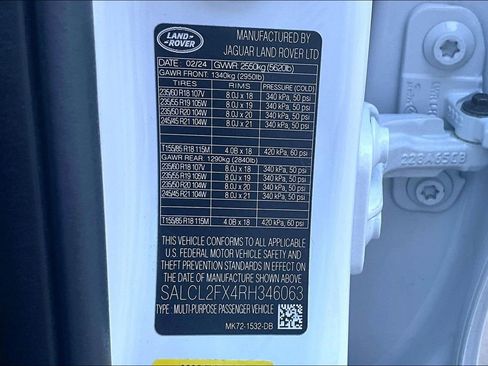 LAND ROVER
MANUFACTURED BY
JAGUAR LAND ROVER LTD
DATE 02/24 GVWR: 2550kg (5620lb)
GAWR FRONT: 1340kg (2950lb)
TIRES RIMS PRESSURE (COLD)
235/60 R18 107V 8.0J x 18 340 kPa, 50 psi
235/55 R19 105W 8.0J x 19 340 kPa, 50 psi
235/50 R20 104W 8.0J x 20 340 kPa, 50 psi
245/45 R21 104W 8.0J x 21 340 kPa, 50 psi
T155/85 R18 115M 4.0B x 18 420 kPa, 60 psi
GAWR REAR: 1290kg (2840lb)
235/60 R18 107V 8.0J x 18 340 kPa, 50 psi
235/55 R19 105W 8.0J x 19 340 kPa, 50 psi
235/50 R20 104W 8.0J x 20 340 kPa, 50 psi
245/45 R21 104W 8.0J x 21 340 kPa, 50 psi
T155/85 R18 115M 4.0B x 18 420 kPa, 60 psi
THIS VEHICLE CONFORMS TO ALL APPLICABLE
U.S. FEDERAL MOTOR VEHICLE SAFETY AND
THEFT PREVENTION STANDARDS IN EFFECT ON
THE DATE OF MANUFACTURE SHOWN ABOVE
SALCL2FX4RH346063
TYPE : MULTI-PURPOSE PASSENGER VEHICLE
MK72-1532-DB